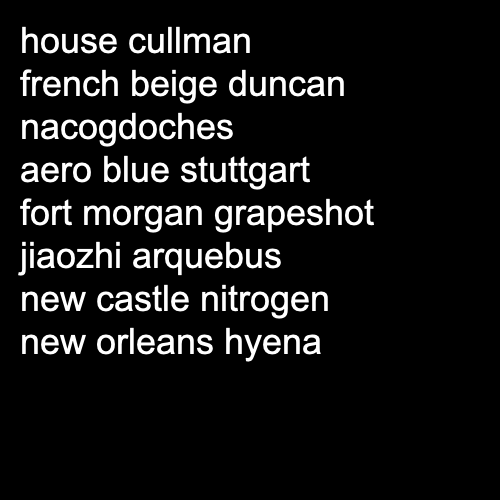 house cullman
french beige duncan
nacogdoches
aero blue stuttgart
fort morgan grapeshot
jiaozhi arquebus
new castle nitrogen
new orleans hyena